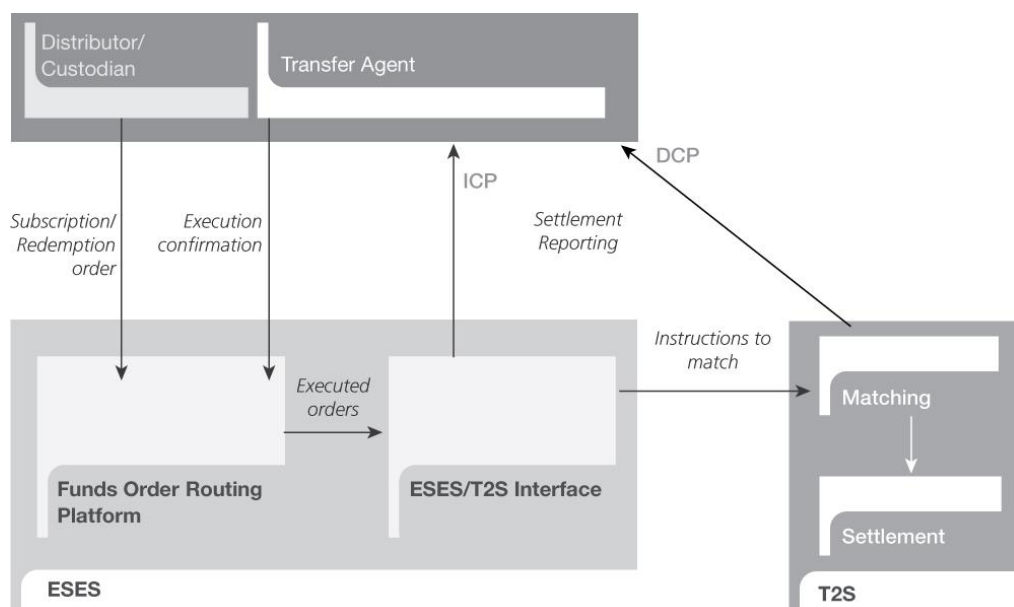 Distributor/
Custodian
Transfer Agent
DCP
ICP
Subscription/
Redemption
order
Execution
confirmation
Settlement
Reporting
Instructions to
match
Executed
orders
Matching
Funds Order Routing
Platform
ESES/T2S Interface
Settlement
ESES
T2S